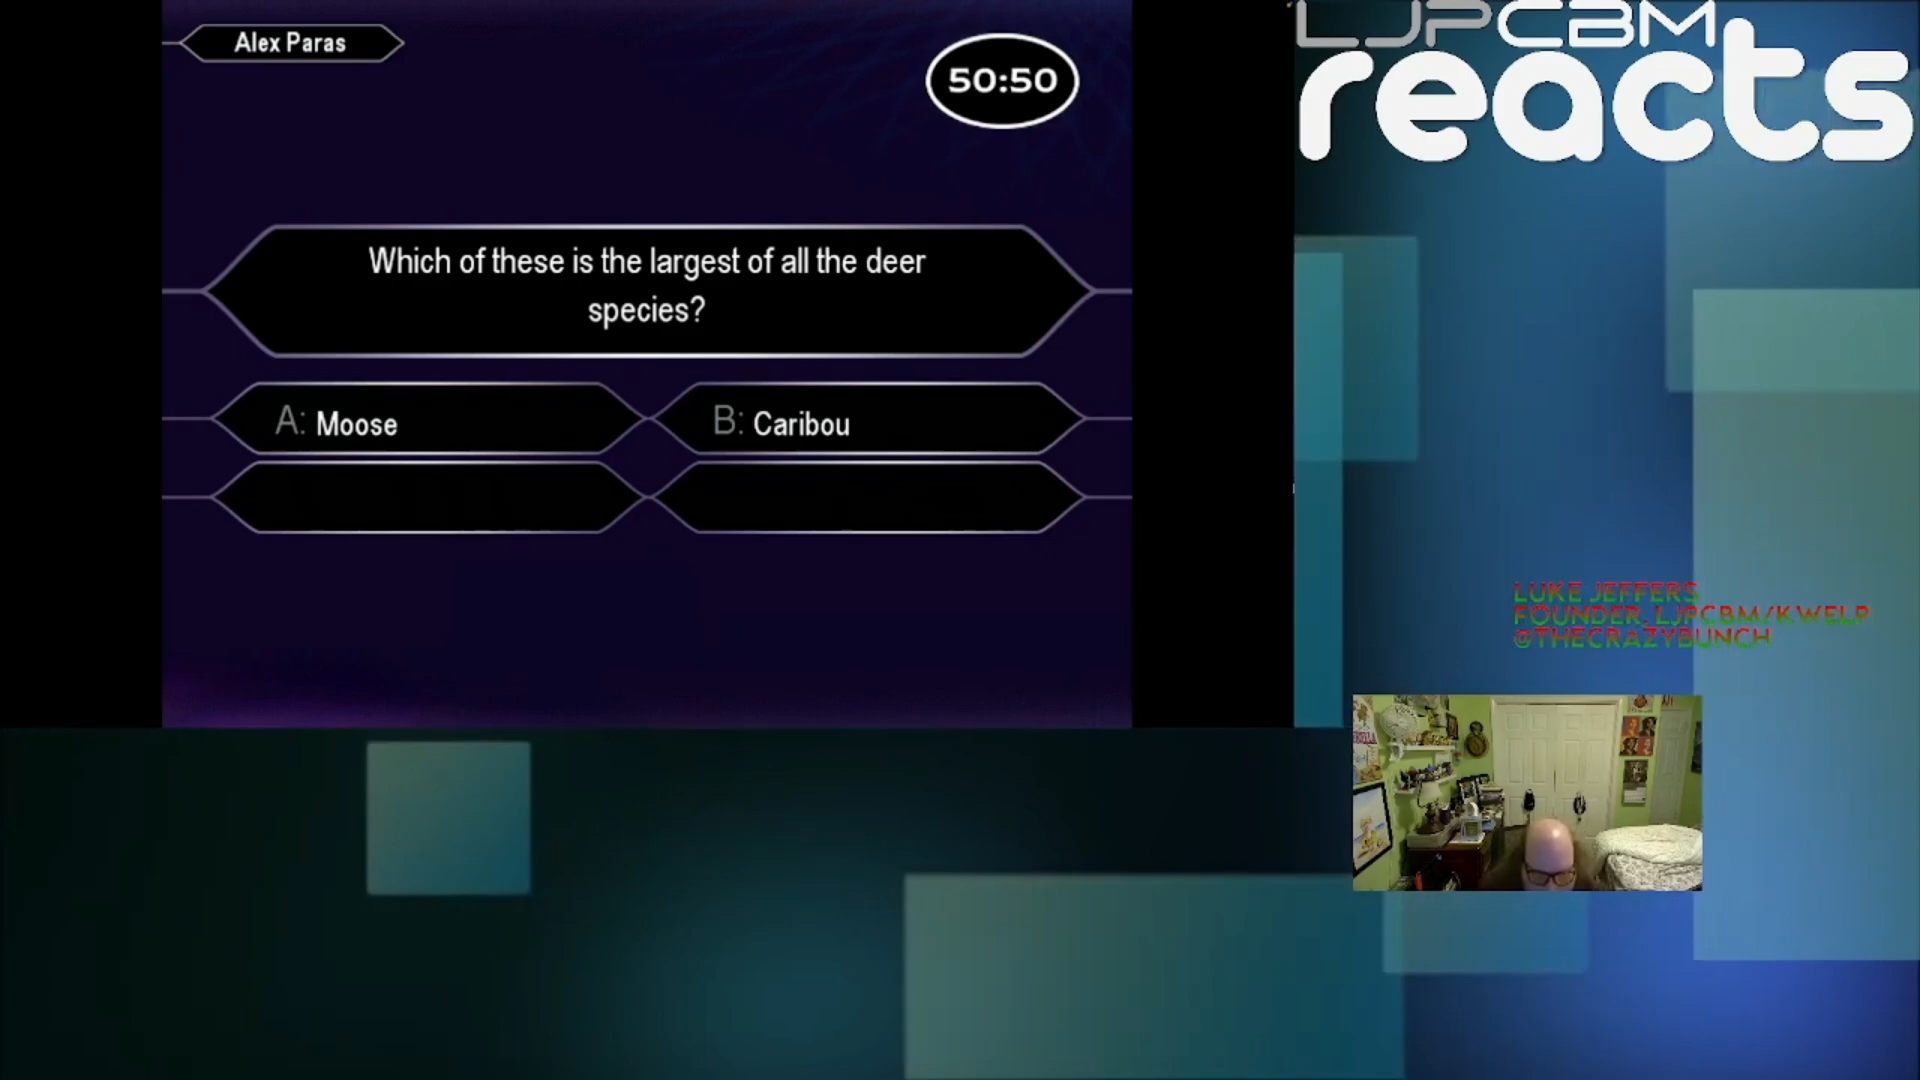 Alex Paras
50:50
Which of these is the largest of all the deer
species?
A: Moose
B: Caribou
LJPCBM
reacts
LUKE JEFFERS
FOUNDER, LJPCBM/KWELP
@THECRAZYBUNCH